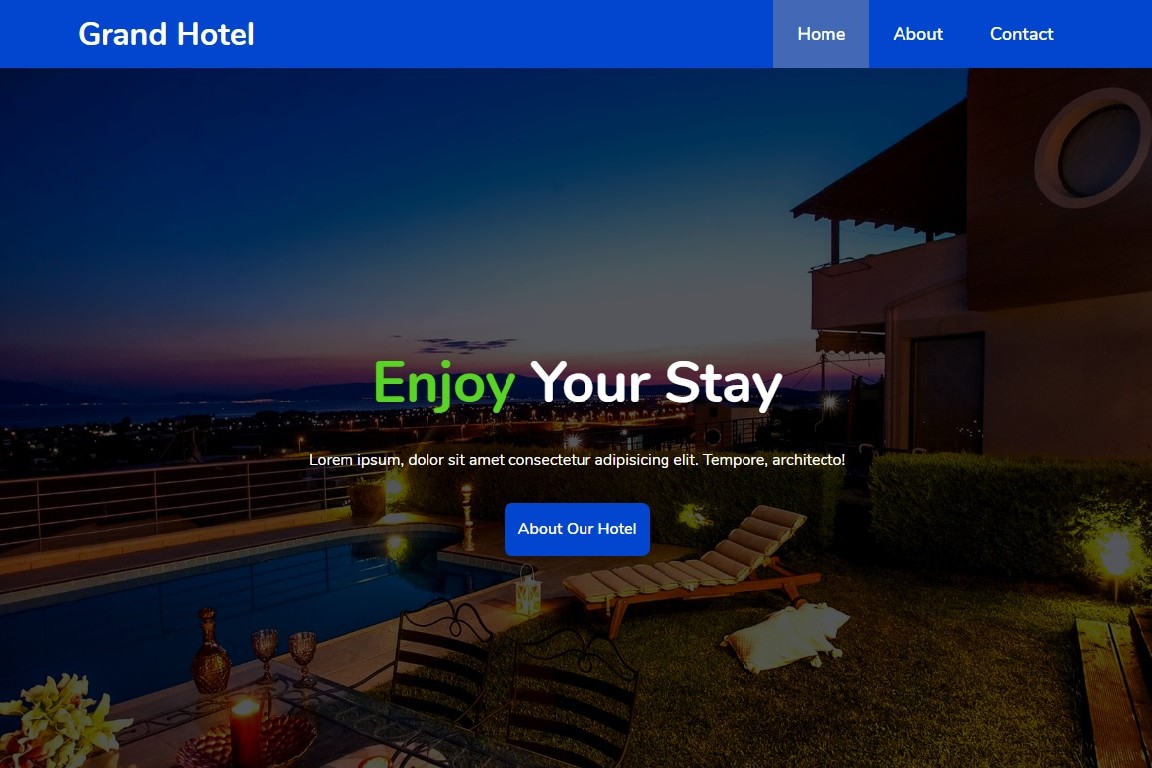 Grand Hotel
Home About Contact
Enjoy Your Stay
Lorem ipsum, dolor sit amet consectetur adipisicing elit. Tempore, architecto!
About Our Hotel